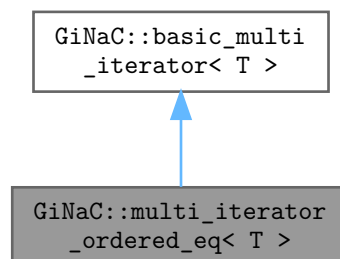 GiNaC::basic_multi
_iterator< T >
GiNaC::multi_iterator
_ordered_eq< T >